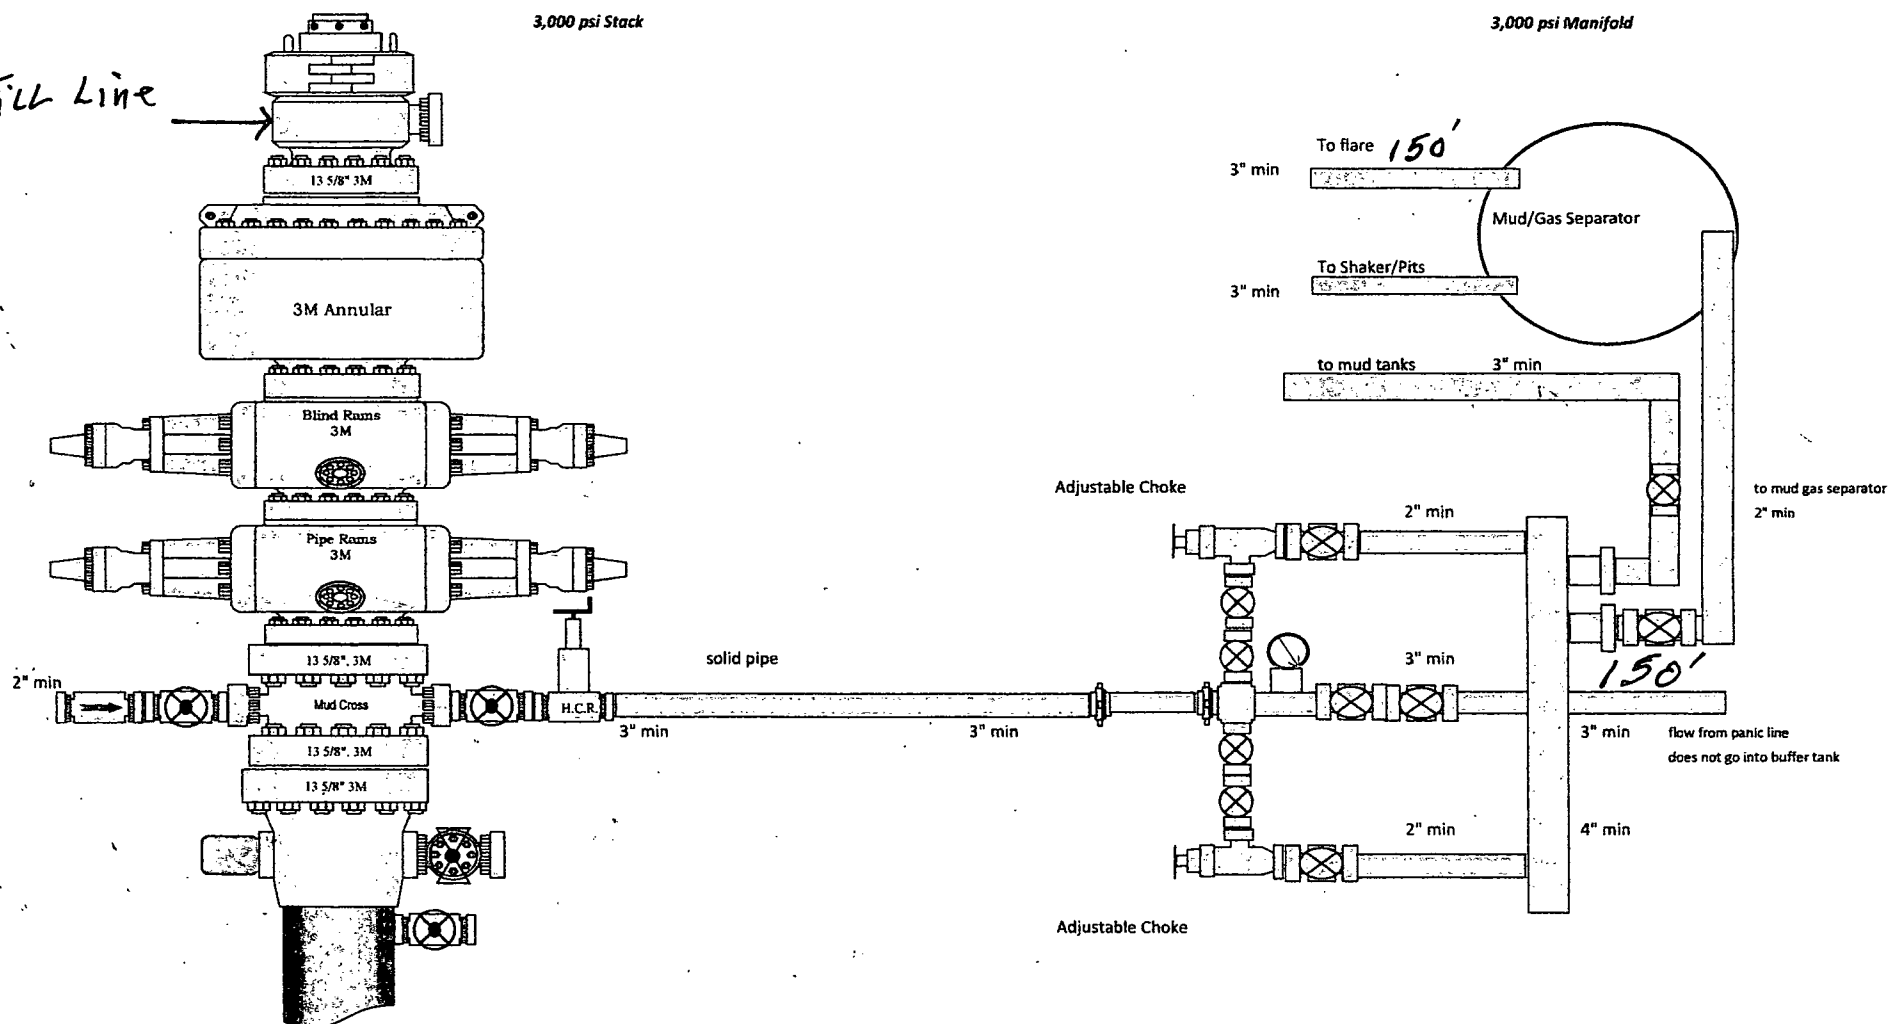 3,000 psi Stack
3,000 psi Manifold
Line
13 5/8" 3M
3M Annular
Blind Rams
3M
Pipe Rams
3M
13 5/8", 3M
2" min
Mud Cross
H.C.R.
13 5/8", 3M
13 5/8" 3M
solid pipe
3" min
3" min
To flare 150'
3" min
Mud/Gas Separator
To Shaker/Pits
3" min
to mud tanks
3" min
to mud gas separator
2" min
Adjustable Choke
2" min
3" min
150'
3" min
flow from panic line
does not go into buffer tank
2" min
4" min
Adjustable Choke